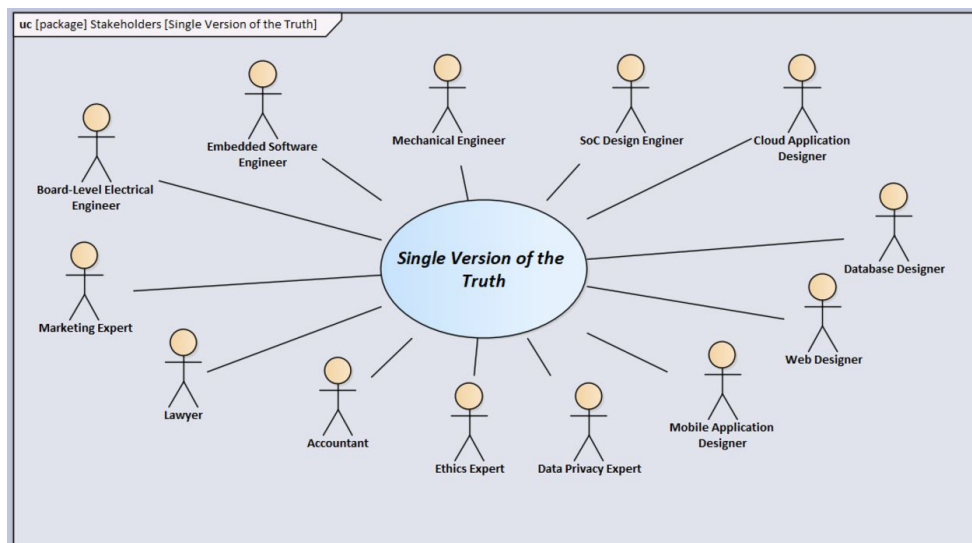 uc [package] Stakeholders [Single Version of the Truth]
Embedded Software
Engineer
Mechanical Engineer
SoC Design Enginer
Cloud Application
Designer
Board-Level Electrical
Engineer
Single Version of the
Truth
Database Designer
Marketing Expert
Web Designer
Lawyer
Accountant
Ethics Expert
Data Privacy Expert
Mobile Application
Designer